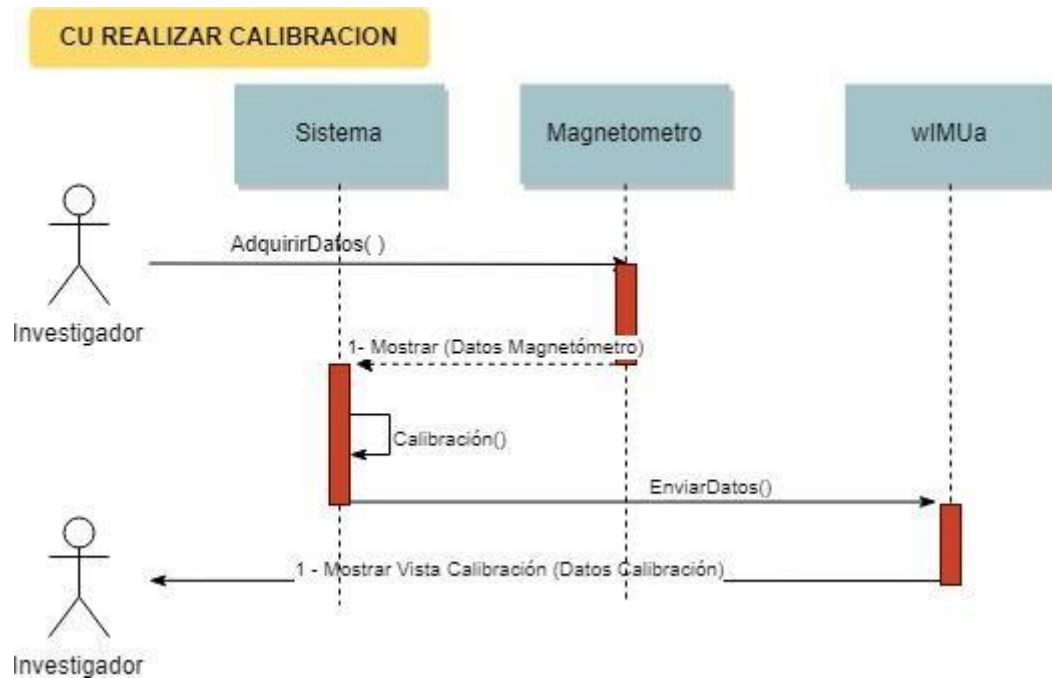 CU REALIZAR CALIBRACION
Sistema
Magnetometro
wIMUa
AdquirirDatos( )
Investigador
1- Mostrar (Datos Magnetómetro)
Calibración()
EnviarDatos()
1 - Mostrar Vista Calibración (Datos Calibración)
Investigador